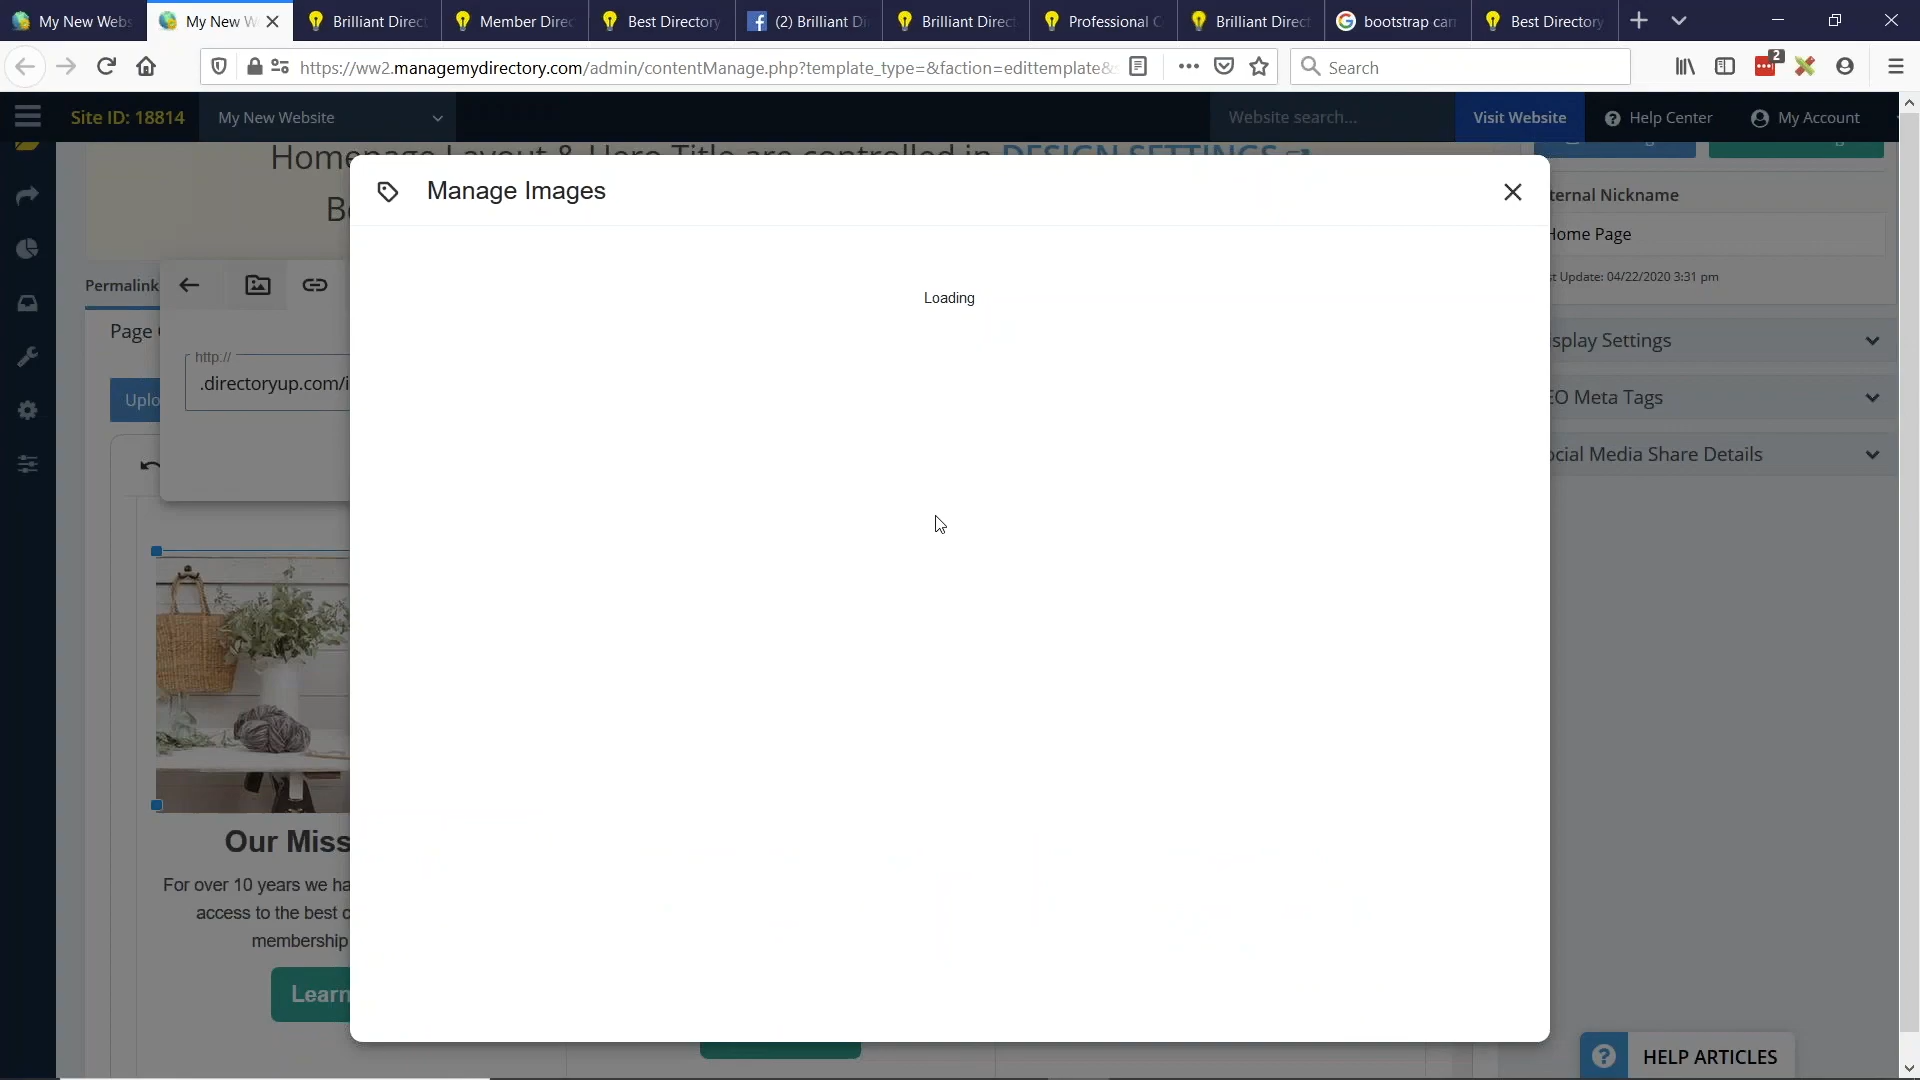 My New Webs
My New W
Brilliant Direc
Member Direc
Best Directory
(2) Brilliant Di
Brilliant Direc
Professional C
Brilliant Direc
bootstrap car
Best Directory
https://ww2.managemydirectory.com/admin/contentManage.php?template_type=&faction=edittemplate&
Search
2
Site ID: 18814
My New Website
Website search...
Visit Website
Help Center
My Account
Homepage Layout & Hero Title are controlled in DESIGN SETTINGS
Manage Images
ternal Nickname
Home Page
st Update: 04/22/2020 3:31 pm
Permalink
Loading
Page
http://
.directoryup.com/i
Uplo
splay Settings
EO Meta Tags
ocial Media Share Details
Our Miss
For over 10 years we ha
access to the best
membership
Learn
HELP ARTICLES